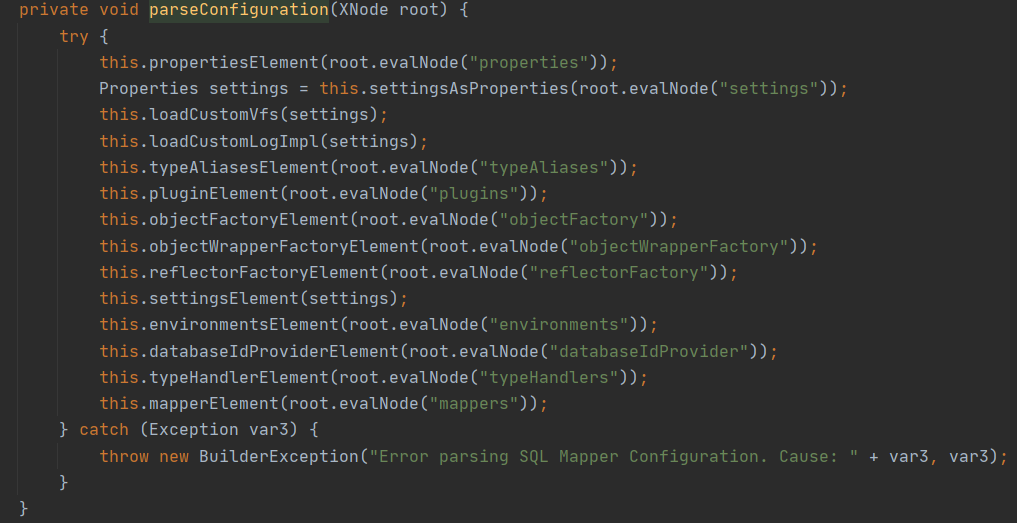 private void parseConfiguration(XNode root) {
try {
this.propertiesElement(root.evalNode("properties"));
Properties settings = this.settingsAsProperties(root.evalNode("settings"));
this.loadCustomVfs(settings);
this.loadCustomLogImpl(settings);
this.typeAliasesElement(root.evalNode("typeAliases"));
this.pluginElement(root.evalNode("plugins"));
this.objectFactoryElement(root.evalNode("objectFactory"));
this.objectWrapperFactoryElement(root.evalNode("objectWrapperFactory"));
this.reflectorFactoryElement(root.evalNode("reflectorFactory"));
this.settingsElement(settings);
this.environmentsElement(root.evalNode("environments"));
this.databaseIdProviderElement(root.evalNode("databaseIdProvider"));
this.typeHandlerElement(root.evalNode("typeHandlers"));
this.mapperElement(root.evalNode("mappers"));
} catch (Exception var3) {
throw new BuilderException("Error parsing SQL Mapper Configuration. Cause: " + var3, var3);
}
}